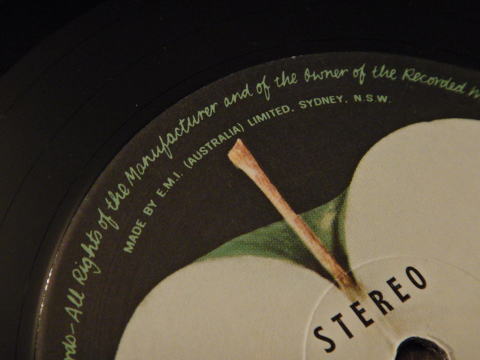 All Rights of the Manufacturer and of the Owner of the Recorded
MADE BY E.M.I. (AUSTRALIA) LIMITED, SYDNEY, N.S.W.
STEREO